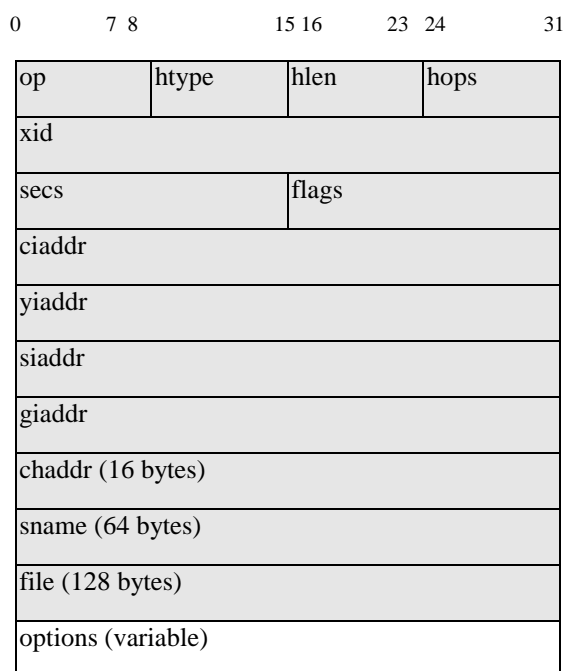 0 7 8 15 16 23 24 31
op htype hlen hops
xid
secs flags
ciaddr
yiaddr
siaddr
giaddr
chaddr (16 bytes)
sname (64 bytes)
file (128 bytes)
options (variable)